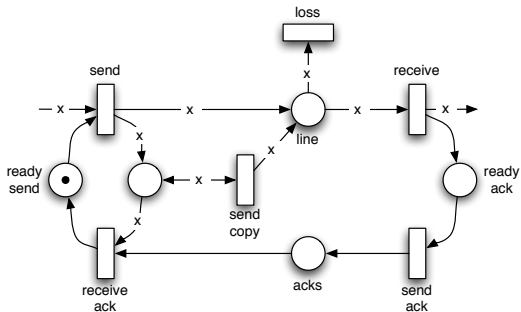 loss
send
receive
x
x
x
x
x
x
line
x
x
ready
send
ready
ack
send
copy
x
receive
ack
acks
send
ack